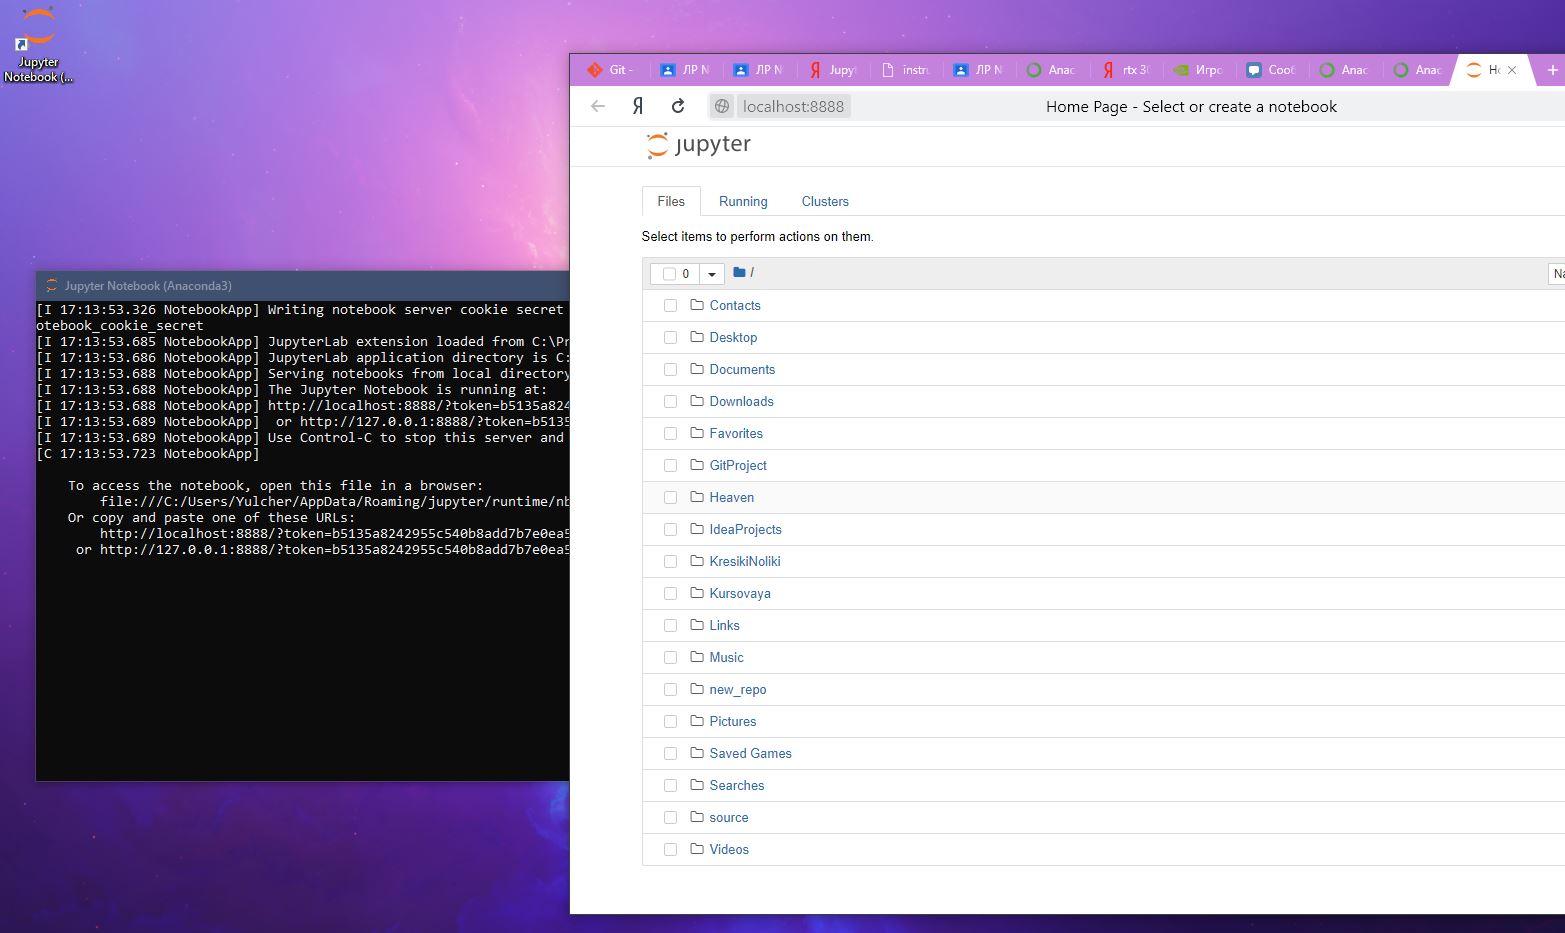 Jupyter
Notebook (...
Git -
ЛР N
ЛР N
Jupyt
instru
ЛР N
Anac
rtx 30
Игро
Сооб
Anac
Anac
Ho
localhost:8888
Home Page - Select or create a notebook
jupyter
Files
Running
Clusters
Select items to perform actions on them.
0
/
Na
Contacts
Desktop
Documents
Downloads
Favorites
GitProject
Heaven
IdeaProjects
KresikiNoliki
Kursovaya
Links
Music
new_repo
Pictures
Saved Games
Searches
source
Videos
Jupyter Notebook (Anaconda3)
[I 17:13:53.326 NotebookApp] Writing notebook server cookie secret
otebook_cookie_secret
[I 17:13:53.685 NotebookApp] JupyterLab extension loaded from C:\Pr
[I 17:13:53.686 NotebookApp] JupyterLab application directory is C:
[I 17:13:53.688 NotebookApp] Serving notebooks from local directory
[I 17:13:53.688 NotebookApp] The Jupyter Notebook is running at:
[I 17:13:53.688 NotebookApp] http://localhost:8888/?token=b5135a824
[I 17:13:53.689 NotebookApp]  or http://127.0.0.1:8888/?token=b5135
[I 17:13:53.689 NotebookApp] Use Control-C to stop this server and
[C 17:13:53.723 NotebookApp]
To access the notebook, open this file in a browser:
file:///C:/Users/Yulcher/AppData/Roaming/jupyter/runtime/nb
Or copy and paste one of these URLs:
http://localhost:8888/?token=b5135a8242955c540b8add7b7e0ea5
or http://127.0.0.1:8888/?token=b5135a8242955c540b8add7b7e0ea5